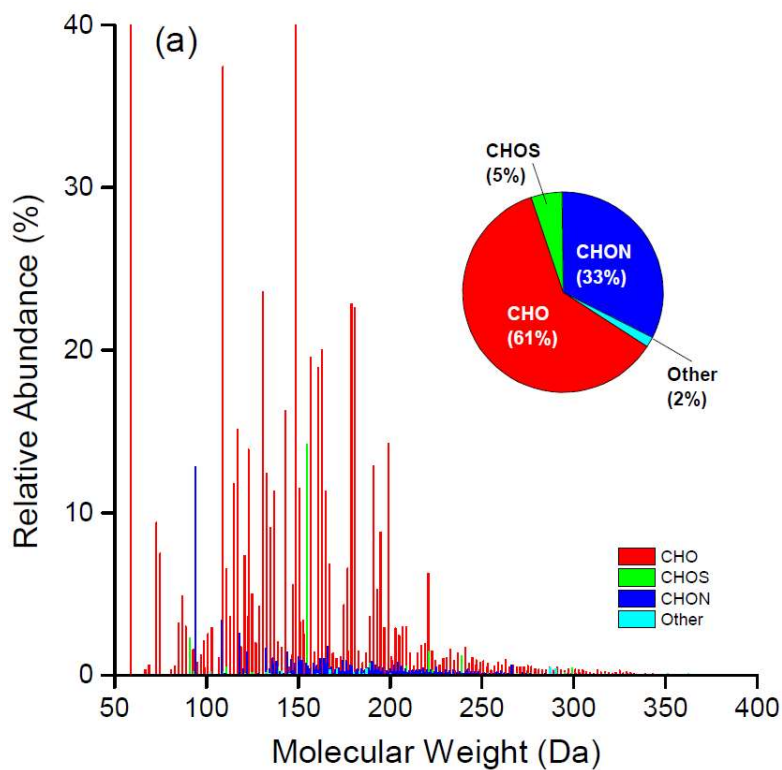 (a)
40
30
20
10
0
50
100
150
200
250
300
350
400
Relative Abundance (%)
Molecular Weight (Da)
CHOS
(5%)
CHON
(33%)
CHO
(61%)
Other
(2%)
CHO
CHOS
CHON
Other